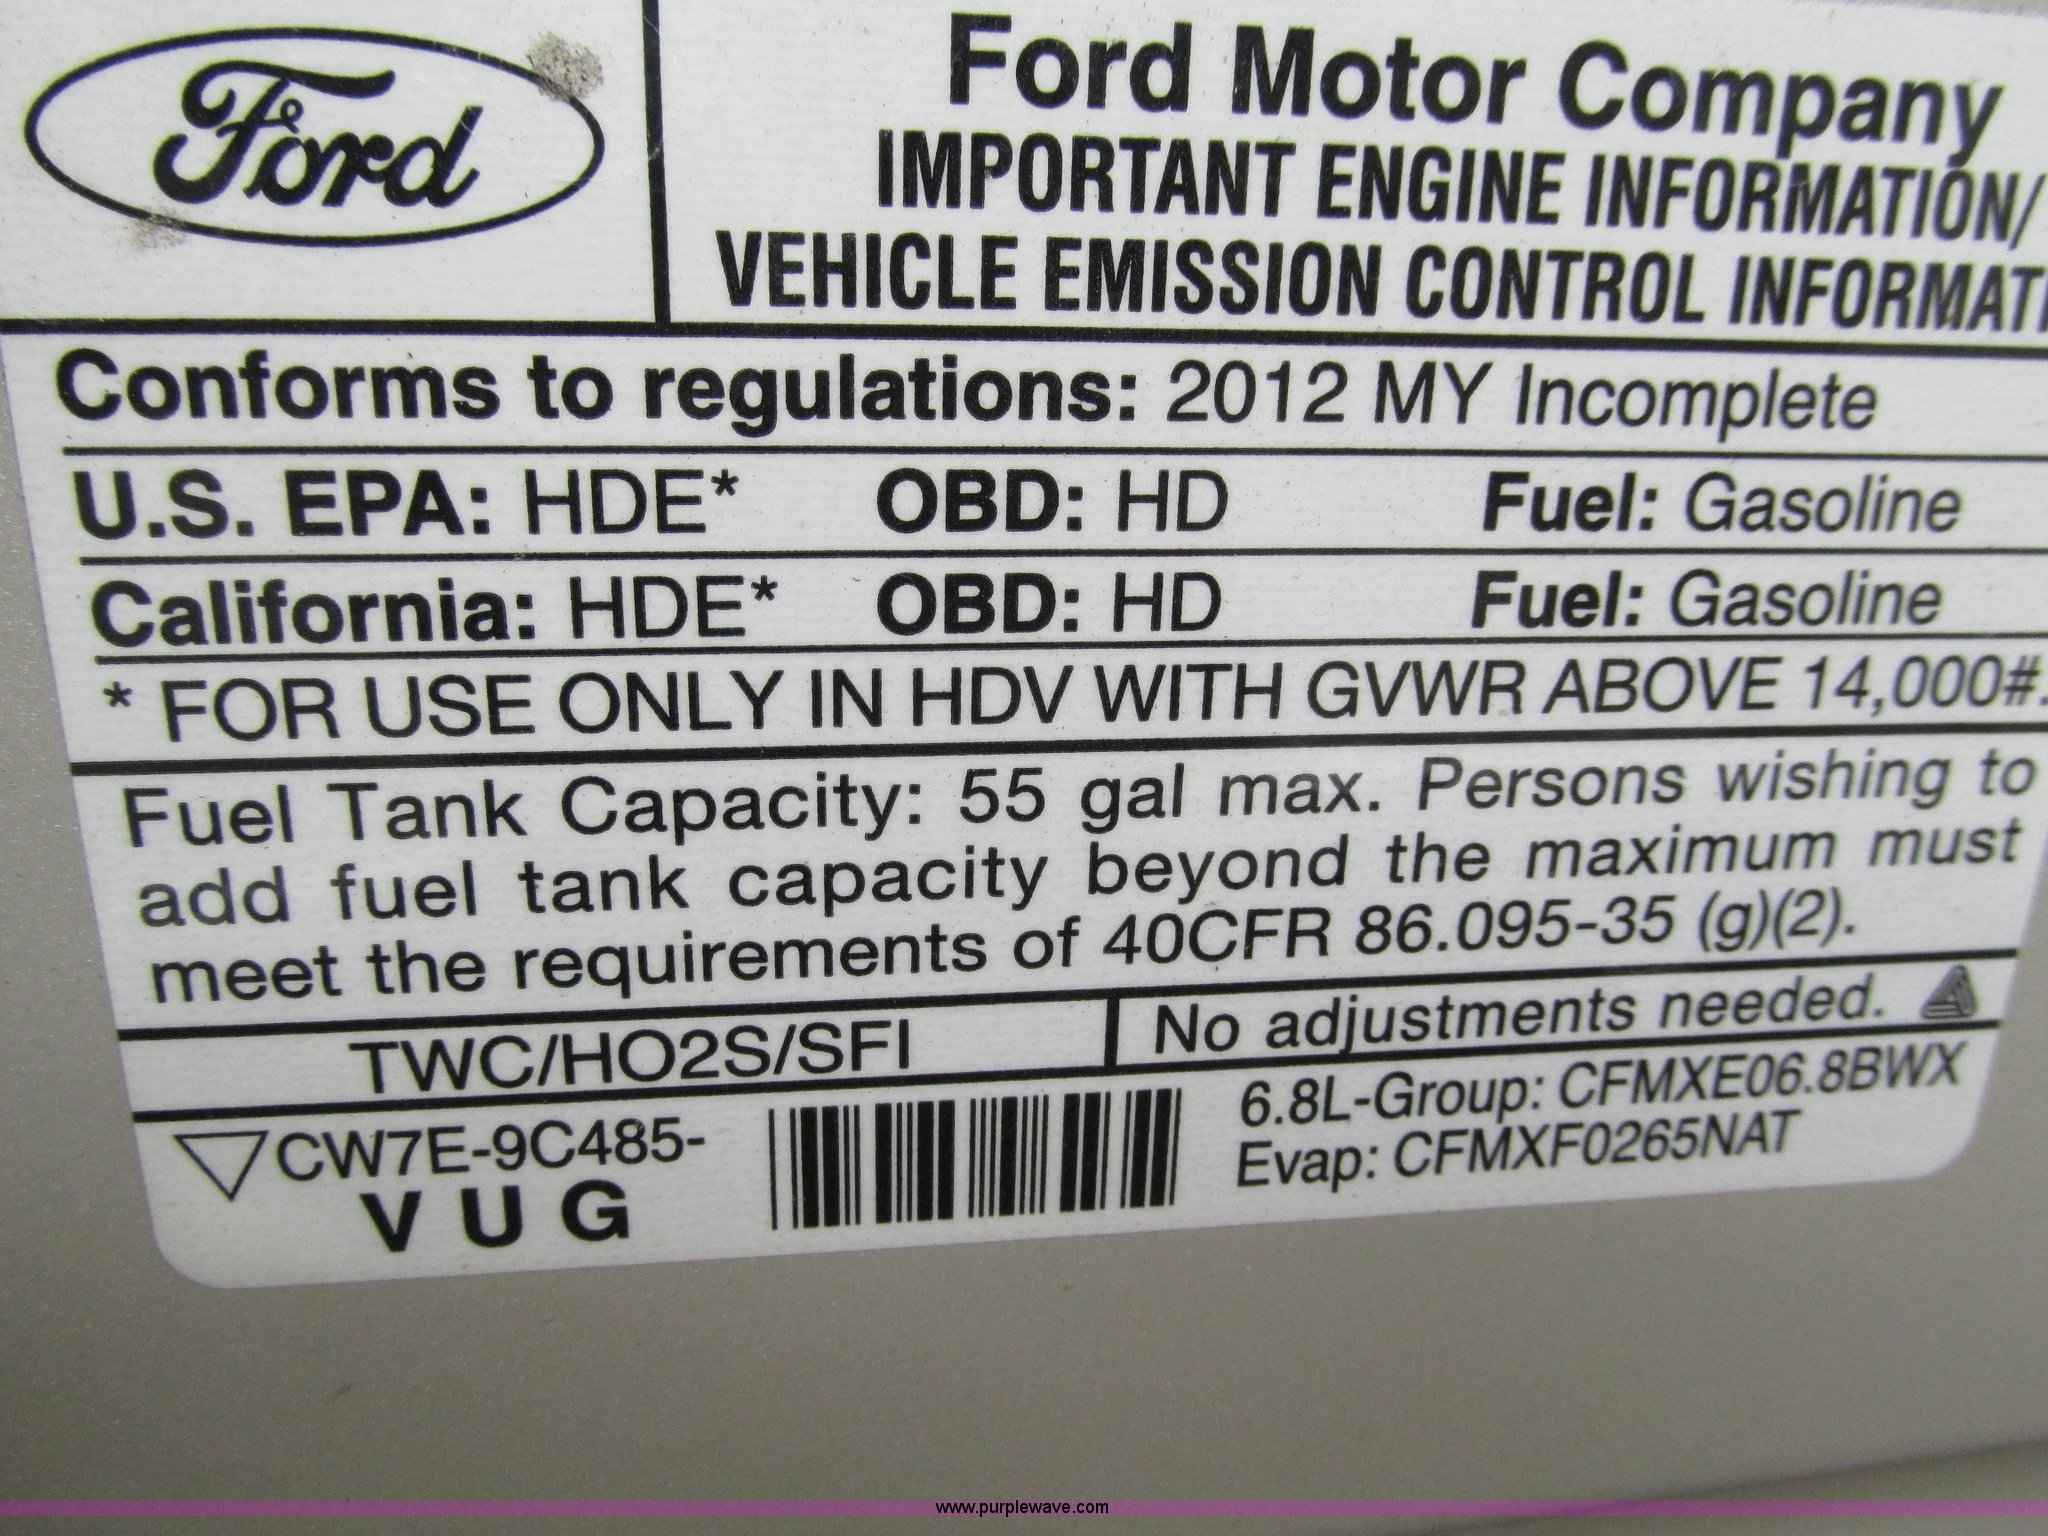 Ford
Ford Motor Company
IMPORTANT ENGINE INFORMATION/
VEHICLE EMISSION CONTROL INFORMATI
Conforms to regulations: 2012 MY Incomplete
U.S. EPA: HDE* OBD: HD Fuel: Gasoline
California: HDE* OBD: HD Fuel: Gasoline
* FOR USE ONLY IN HDV WITH GVWR ABOVE 14,000#.
Fuel Tank Capacity: 55 gal max. Persons wishing to
add fuel tank capacity beyond the maximum must
meet the requirements of 40CFR 86.095-35 (g)(2).
TWC/HO2S/SFI
No adjustments needed.
CW7E-9C485-
V U G
6.8L-Group: CFMXE06.8BWX
Evap: CFMXF0265NAT
www.purplewave.com